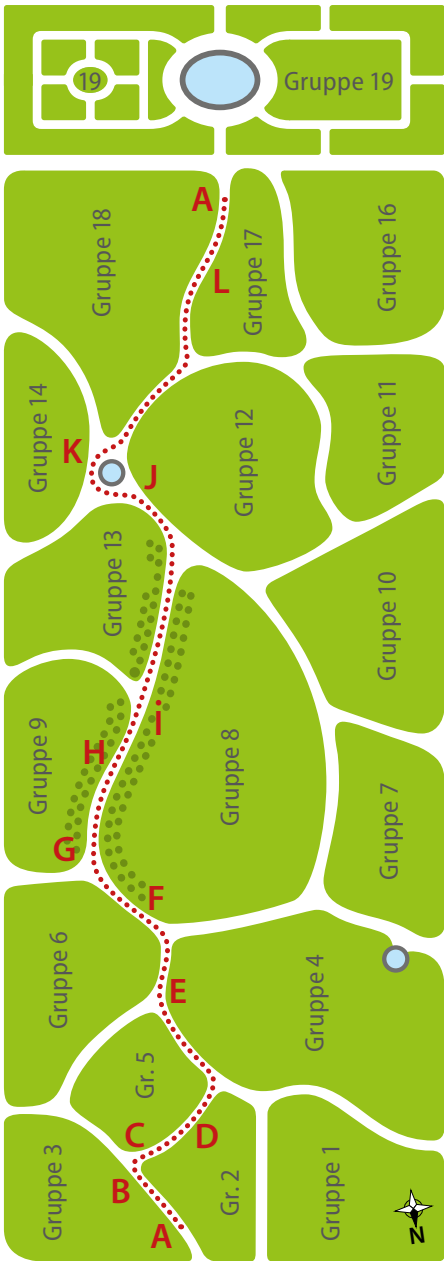 19
Gruppe 19
A
Gruppe 18
Gruppe 17
Gruppe 16
L
Gruppe 14
Gruppe 12
Gruppe 11
K
J
Gruppe 13
Gruppe 10
I
Gruppe 9
H
Gruppe 8
Gruppe 7
G
F
Gruppe 6
E
Gruppe 4
Gr. 5
C
D
Gruppe 3
B
Gr. 2
Gruppe 1
A
N